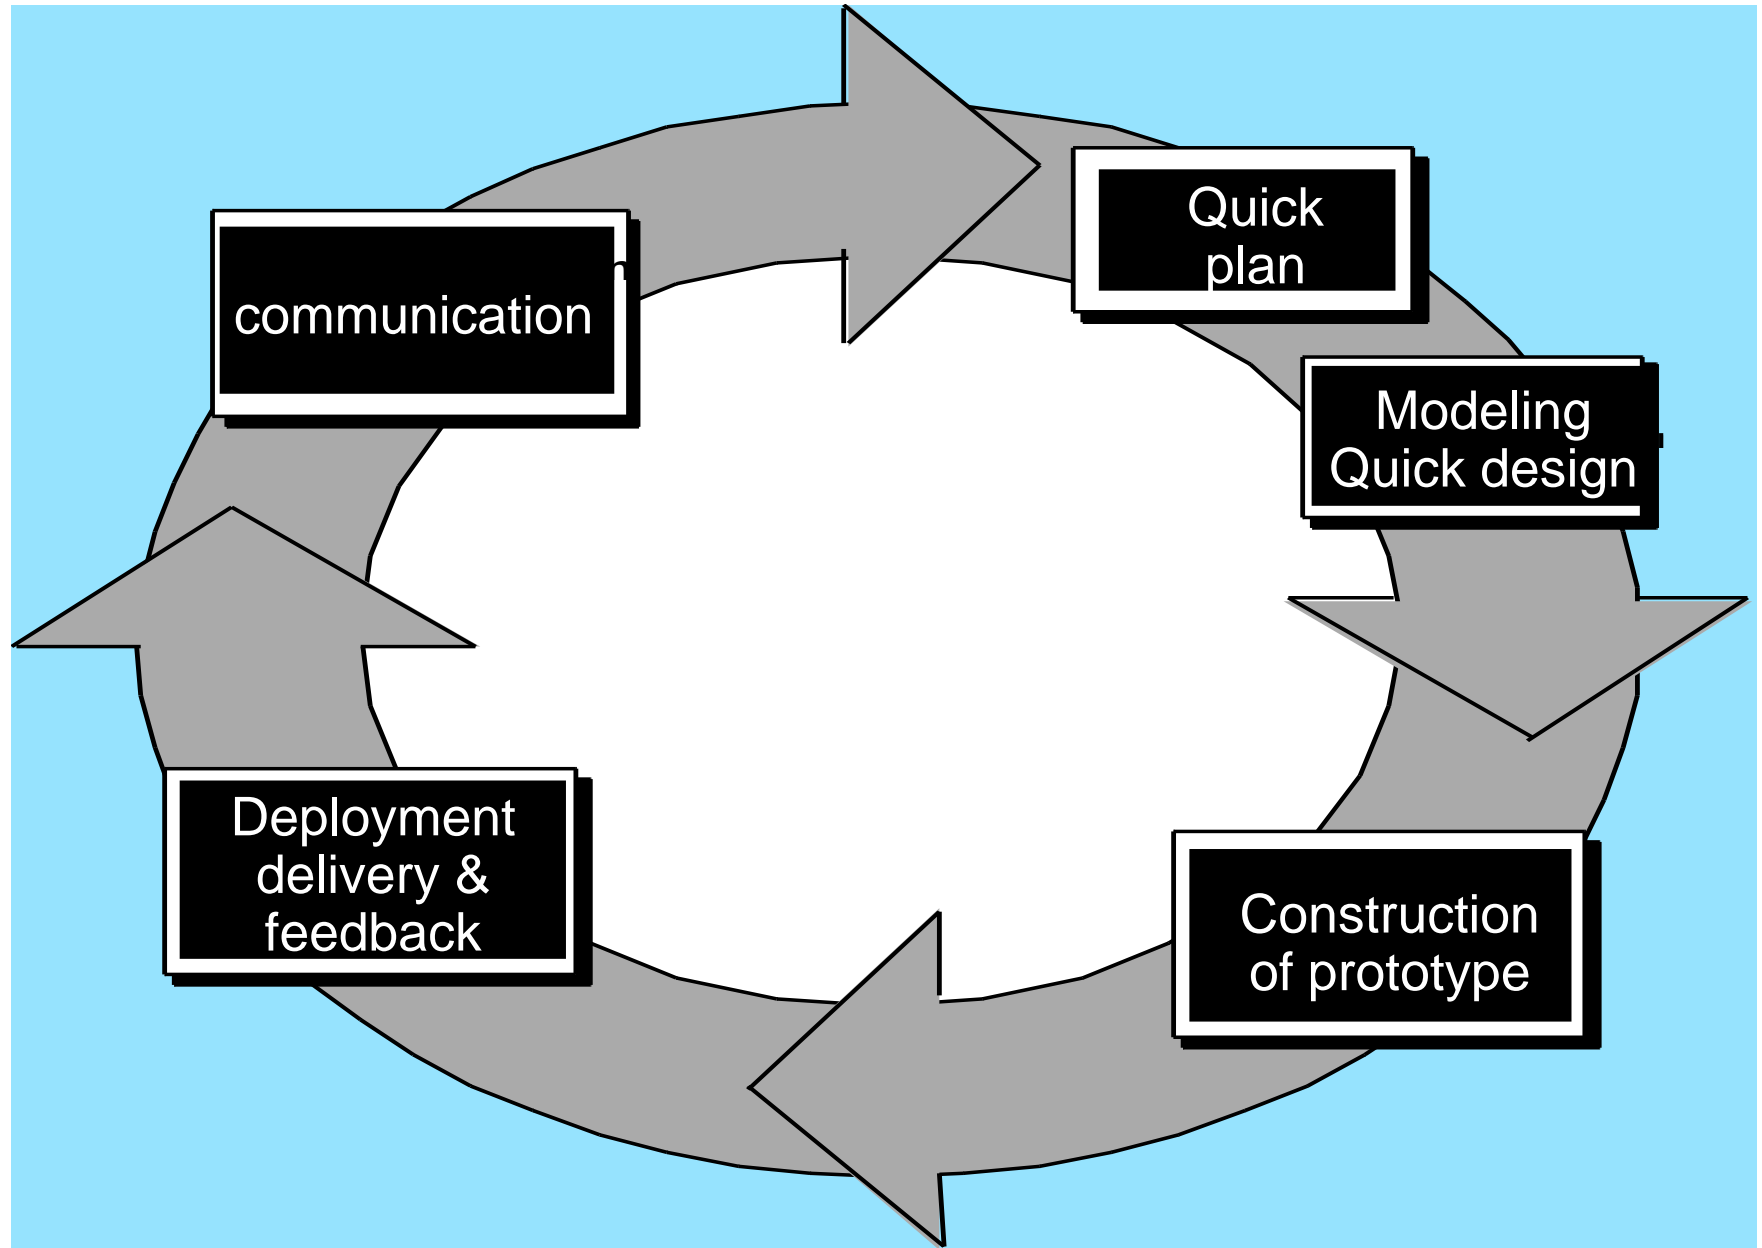 communication
Quick
plan
Modeling
Quick design
Construction
of prototype
Deployment
delivery &
feedback